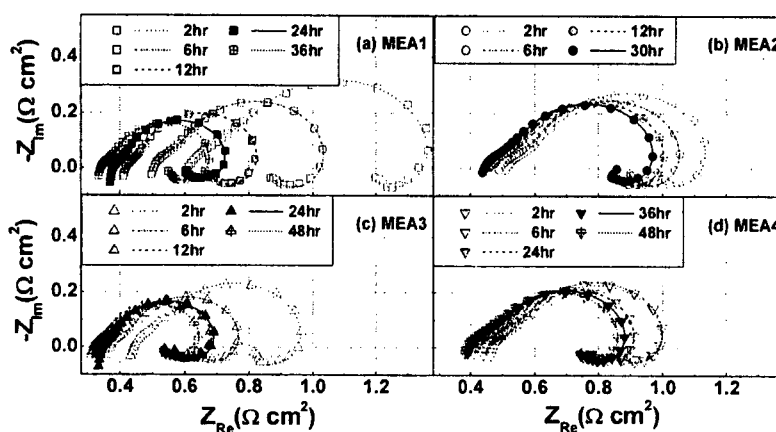 2hr 24hr
6hr 36hr
12hr
(a) MEA1
2hr 12hr
6hr 30hr
(b) MEA2
2hr 24hr
6hr 48hr
12hr
(c) MEA3
2hr 36hr
6hr 48hr
24hr
(d) MEA4
-Z_Im(Ω cm²)
0.4
0.2
0.0
-Z_Im(Ω cm²)
0.4
0.2
0.0
0.4 0.6 0.8 1.0 1.2 0.4 0.6 0.8 1.0 1.2
Z_Re(Ω cm²) Z_Re(Ω cm²)